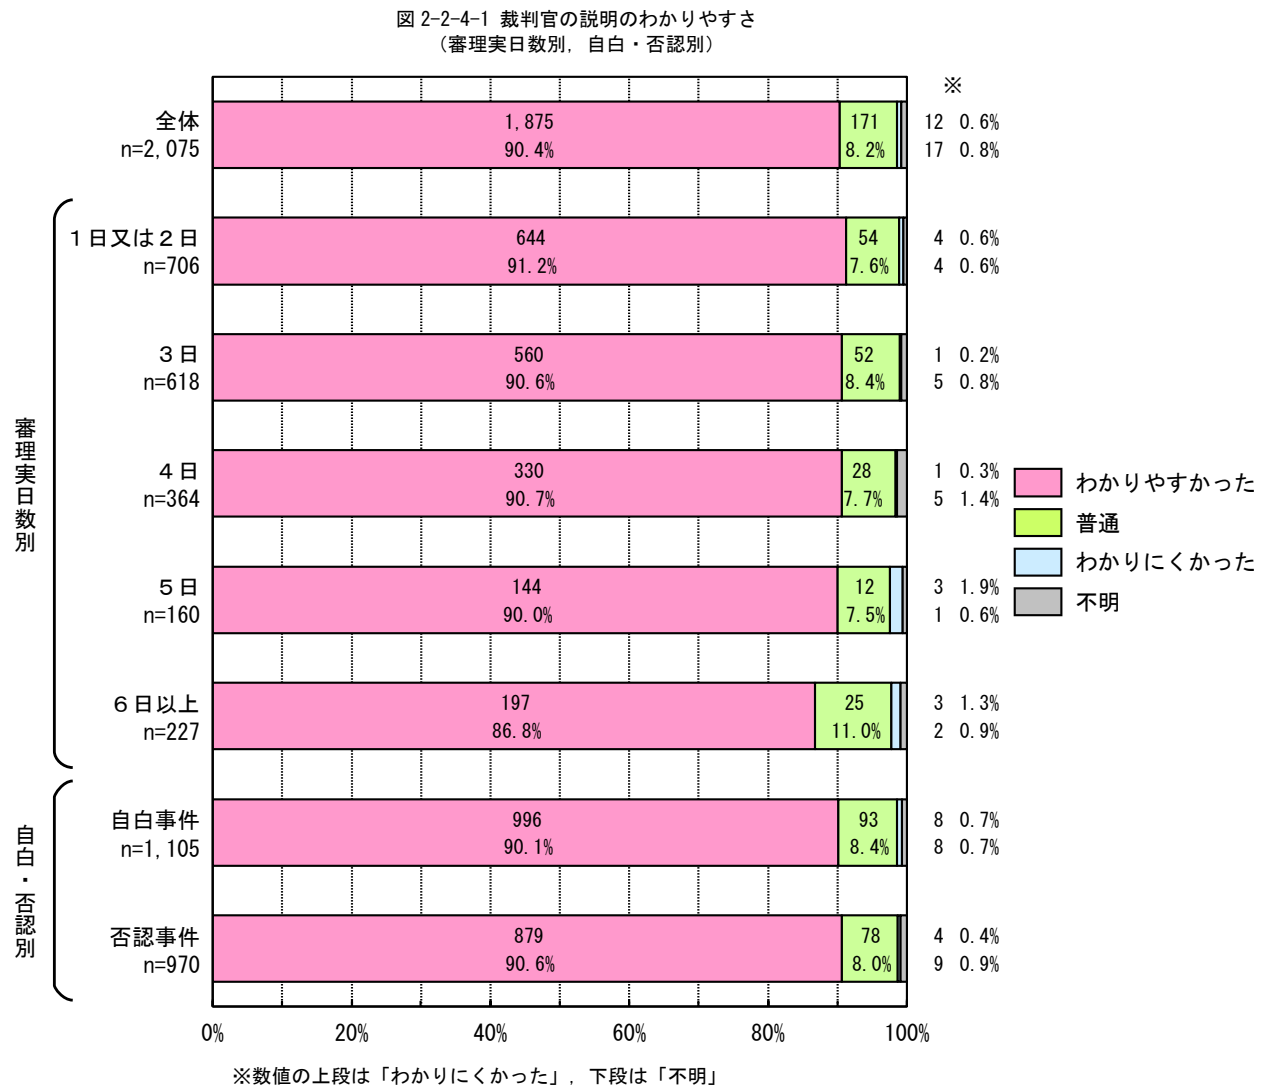 図 2-2-4-1 裁判官の説明のわかりやすさ
（審理実日数別，自白・否認別）
※
全体
n=2,075
1,875
90.4%
171
8.2%
12 0.6%
17 0.8%
審理実日数別
１日又は２日
n=706
644
91.2%
54
7.6%
4 0.6%
4 0.6%
３日
n=618
560
90.6%
52
8.4%
1 0.2%
5 0.8%
４日
n=364
330
90.7%
28
7.7%
1 0.3%
5 1.4%
５日
n=160
144
90.0%
12
7.5%
3 1.9%
1 0.6%
６日以上
n=227
197
86.8%
25
11.0%
3 1.3%
2 0.9%
自白・否認別
自白事件
n=1,105
996
90.1%
93
8.4%
8 0.7%
8 0.7%
否認事件
n=970
879
90.6%
78
8.0%
4 0.4%
9 0.9%
わかりやすかった
普通
わかりにくかった
不明
0% 20% 40% 60% 80% 100%
※数値の上段は「わかりにくかった」，下段は「不明」